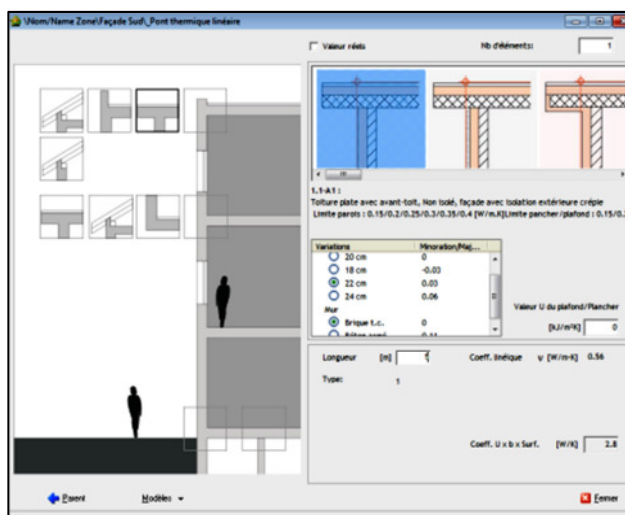 \Nom/Name Zone\Façade Sud\_Pont thermique linéaire
Valeur réels
Nb d'éléments:
1
1.1-A1 :
Toiture plate avec avant-toit, Non isolé, façade avec isolation extérieure crépie
Limite parois : 0.15/0.2/0.25/0.3/0.35/0.4 [W/m.K]Limite pancher/plafond : 0.15/0.
Variations Minoration/Maj...
20 cm 0
18 cm -0.03
22 cm 0.03
24 cm 0.06
Mur
Brique t.c. 0
Valeur U du plafond/Plancher
[kJ/m²K] 0
Longueur [m]
Coeff. linéique ψ [W/m-K] 0.56
Type: 1
Coeff. U x b x Surf. [W/K] 2.8
Parent
Modèles
Fermer